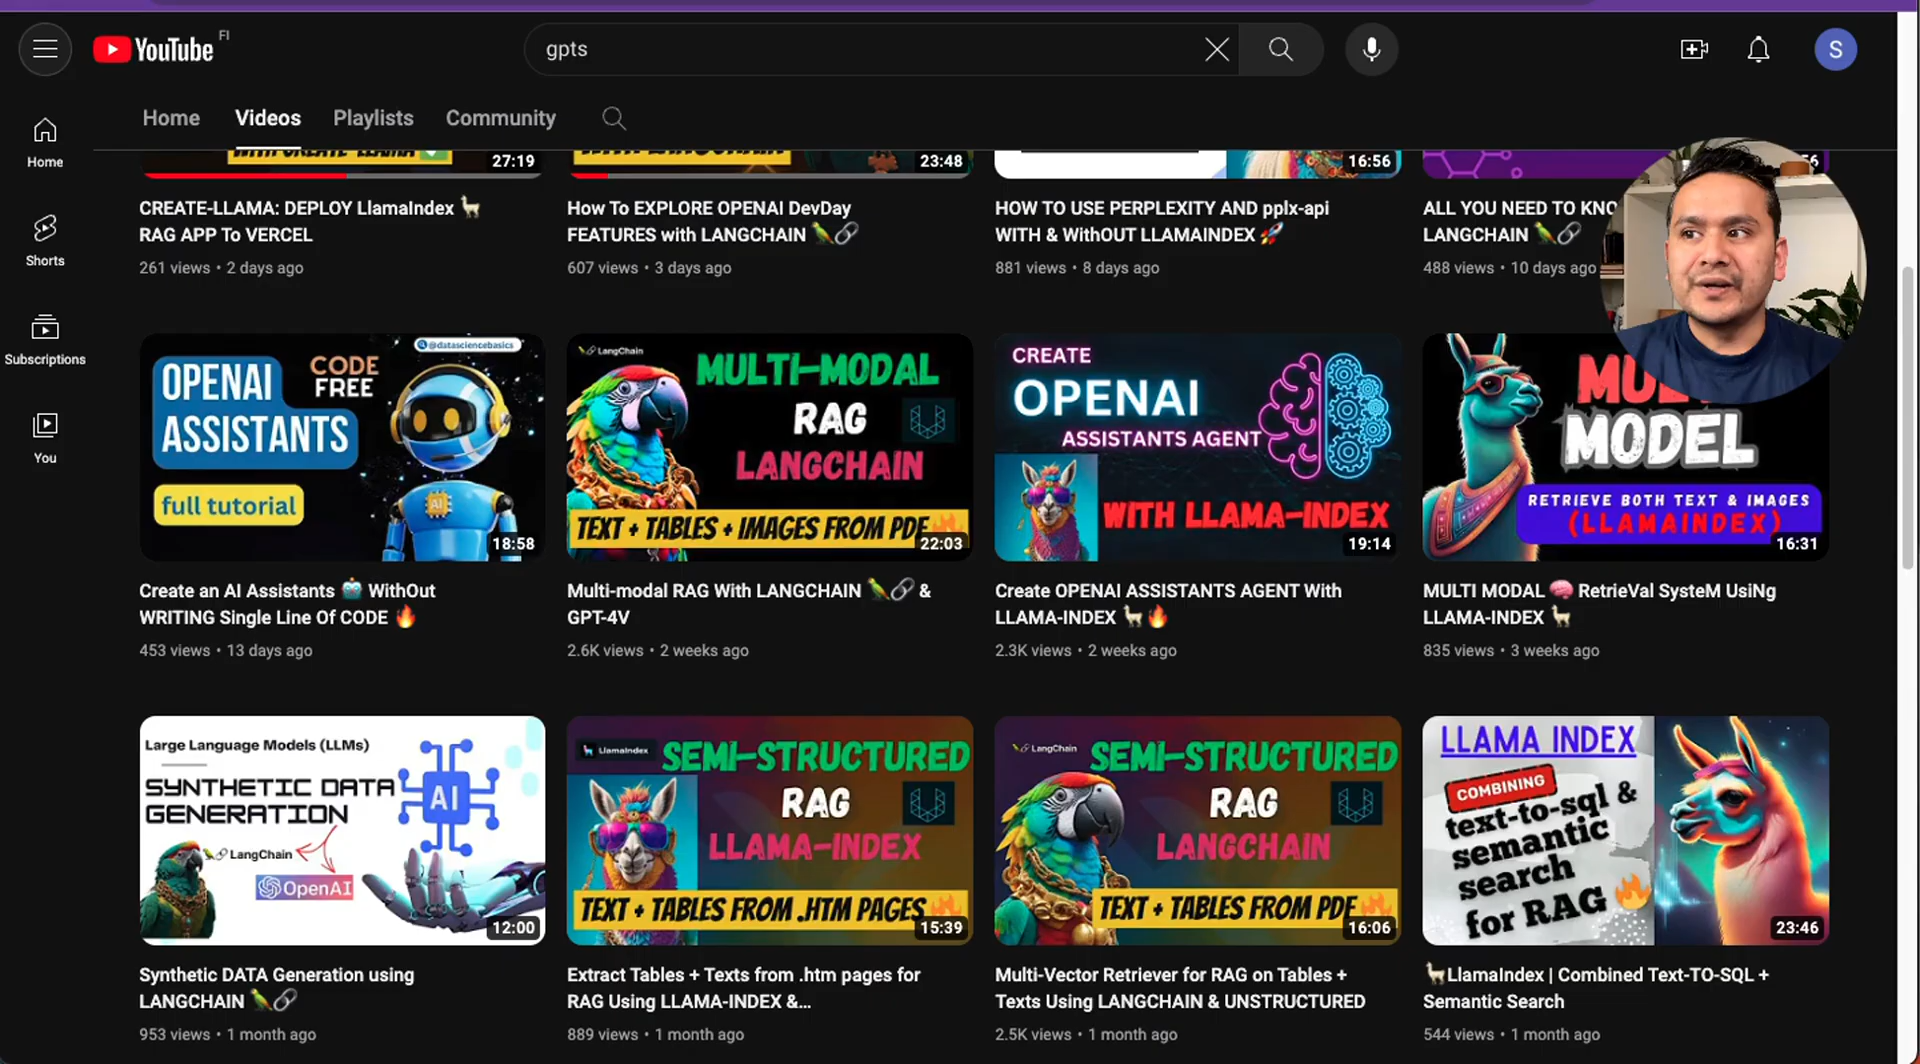 YouTube FI
gpts
S
Home
Videos
Playlists
Community
Home
Shorts
Subscriptions
You
27:19
23:48
16:56
CREATE-LLAMA: DEPLOY LlamaIndex 🦙
RAG APP To VERCEL
261 views • 2 days ago
How To EXPLORE OPENAI DevDay
FEATURES with LANGCHAIN 🦜🔗
607 views • 3 days ago
HOW TO USE PERPLEXITY AND pplx-api
WITH & WithOUT LLAMAINDEX 🚀
881 views • 8 days ago
ALL YOU NEED TO KNO
LANGCHAIN 🦜🔗
488 views • 10 days ago
@datasciencebasics
OPENAI
ASSISTANTS
CODE
FREE
full tutorial
AI
18:58
LangChain
MULTI-MODAL
RAG
LANGCHAIN
TEXT + TABLES + IMAGES FROM PDF
22:03
CREATE
OPENAI
ASSISTANTS AGENT
WITH LLAMA-INDEX
19:14
MODEL
RETRIEVE BOTH TEXT & IMAGES
(LLAMAINDEX)
16:31
Create an AI Assistants 🤖 WithOut
WRITING Single Line Of CODE 🔥
453 views • 13 days ago
Multi-modal RAG With LANGCHAIN 🦜🔗 &
GPT-4V
2.6K views • 2 weeks ago
Create OPENAI ASSISTANTS AGENT With
LLAMA-INDEX 🦙🔥
2.3K views • 2 weeks ago
MULTI MODAL 🧠 RetrieVal SysteM UsiNg
LLAMA-INDEX 🦙
835 views • 3 weeks ago
Large Language Models (LLMs)
SYNTHETIC DATA
GENERATION
LangChain
OpenAI
AI
12:00
LlamaIndex
SEMI-STRUCTURED
RAG
LLAMA-INDEX
TEXT + TABLES FROM .HTM PAGES
15:39
LangChain
SEMI-STRUCTURED
RAG
LANGCHAIN
TEXT + TABLES FROM PDF
16:06
LLAMA INDEX
COMBINING
text-to-sql &
semantic
search
for RAG
23:46
Synthetic DATA Generation using
LANGCHAIN 🦜🔗
953 views • 1 month ago
Extract Tables + Texts from .htm pages for
RAG Using LLAMA-INDEX &...
889 views • 1 month ago
Multi-Vector Retriever for RAG on Tables +
Texts Using LANGCHAIN & UNSTRUCTURED
2.5K views • 1 month ago
🦙LlamaIndex | Combined Text-TO-SQL +
Semantic Search
544 views • 1 month ago